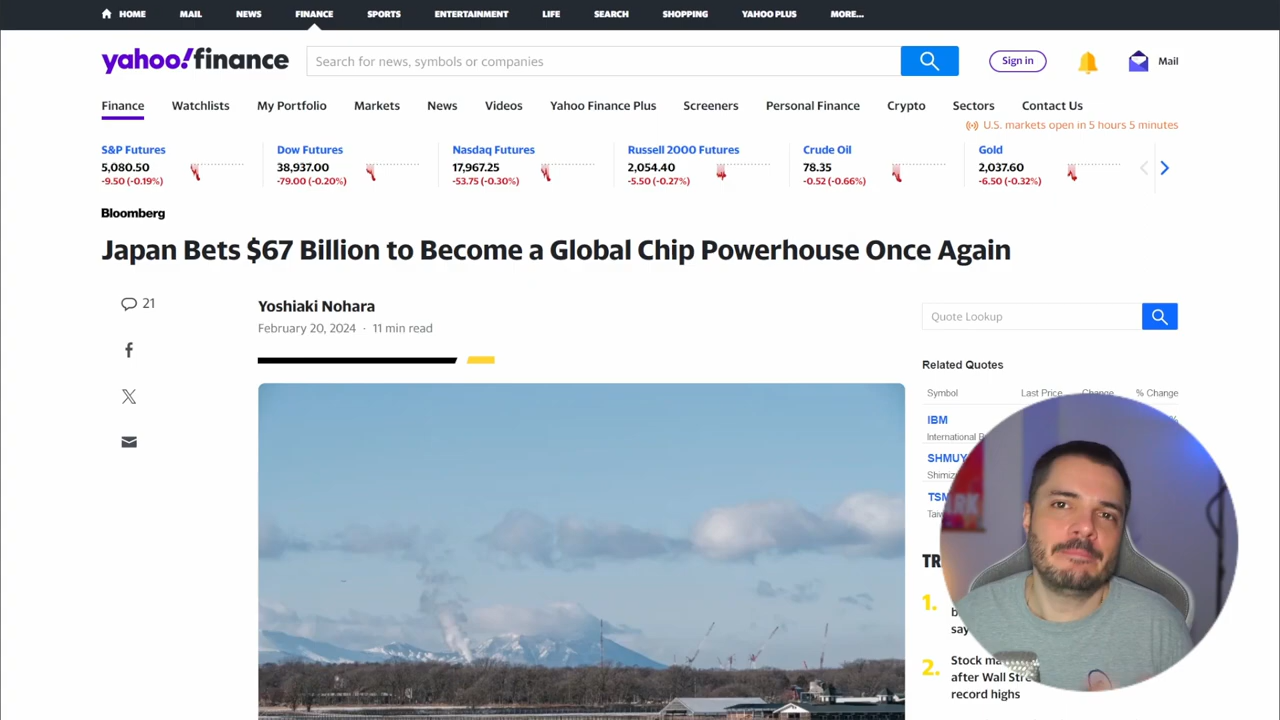 HOME MAIL NEWS FINANCE SPORTS ENTERTAINMENT LIFE SEARCH SHOPPING YAHOO PLUS MORE...
yahoo!finance Search for news, symbols or companies Sign in Mail
Finance Watchlists My Portfolio Markets News Videos Yahoo Finance Plus Screeners Personal Finance Crypto Sectors Contact Us
U.S. markets open in 5 hours 5 minutes
S&P Futures Dow Futures Nasdaq Futures Russell 2000 Futures Crude Oil Gold
5,080.50 38,937.00 17,967.25 2,054.40 78.35 2,037.60
-9.50 (-0.19%) -79.00 (-0.20%) -53.75 (-0.30%) -5.50 (-0.27%) -0.52 (-0.66%) -6.50 (-0.32%)
Bloomberg
Japan Bets $67 Billion to Become a Global Chip Powerhouse Once Again
21
Yoshiaki Nohara
February 20, 2024 · 11 min read
Quote Lookup
Related Quotes
Symbol Last Price Change % Change
IBM
International
SHMUY
TSM
1.
2. Stock
after Wall
record highs